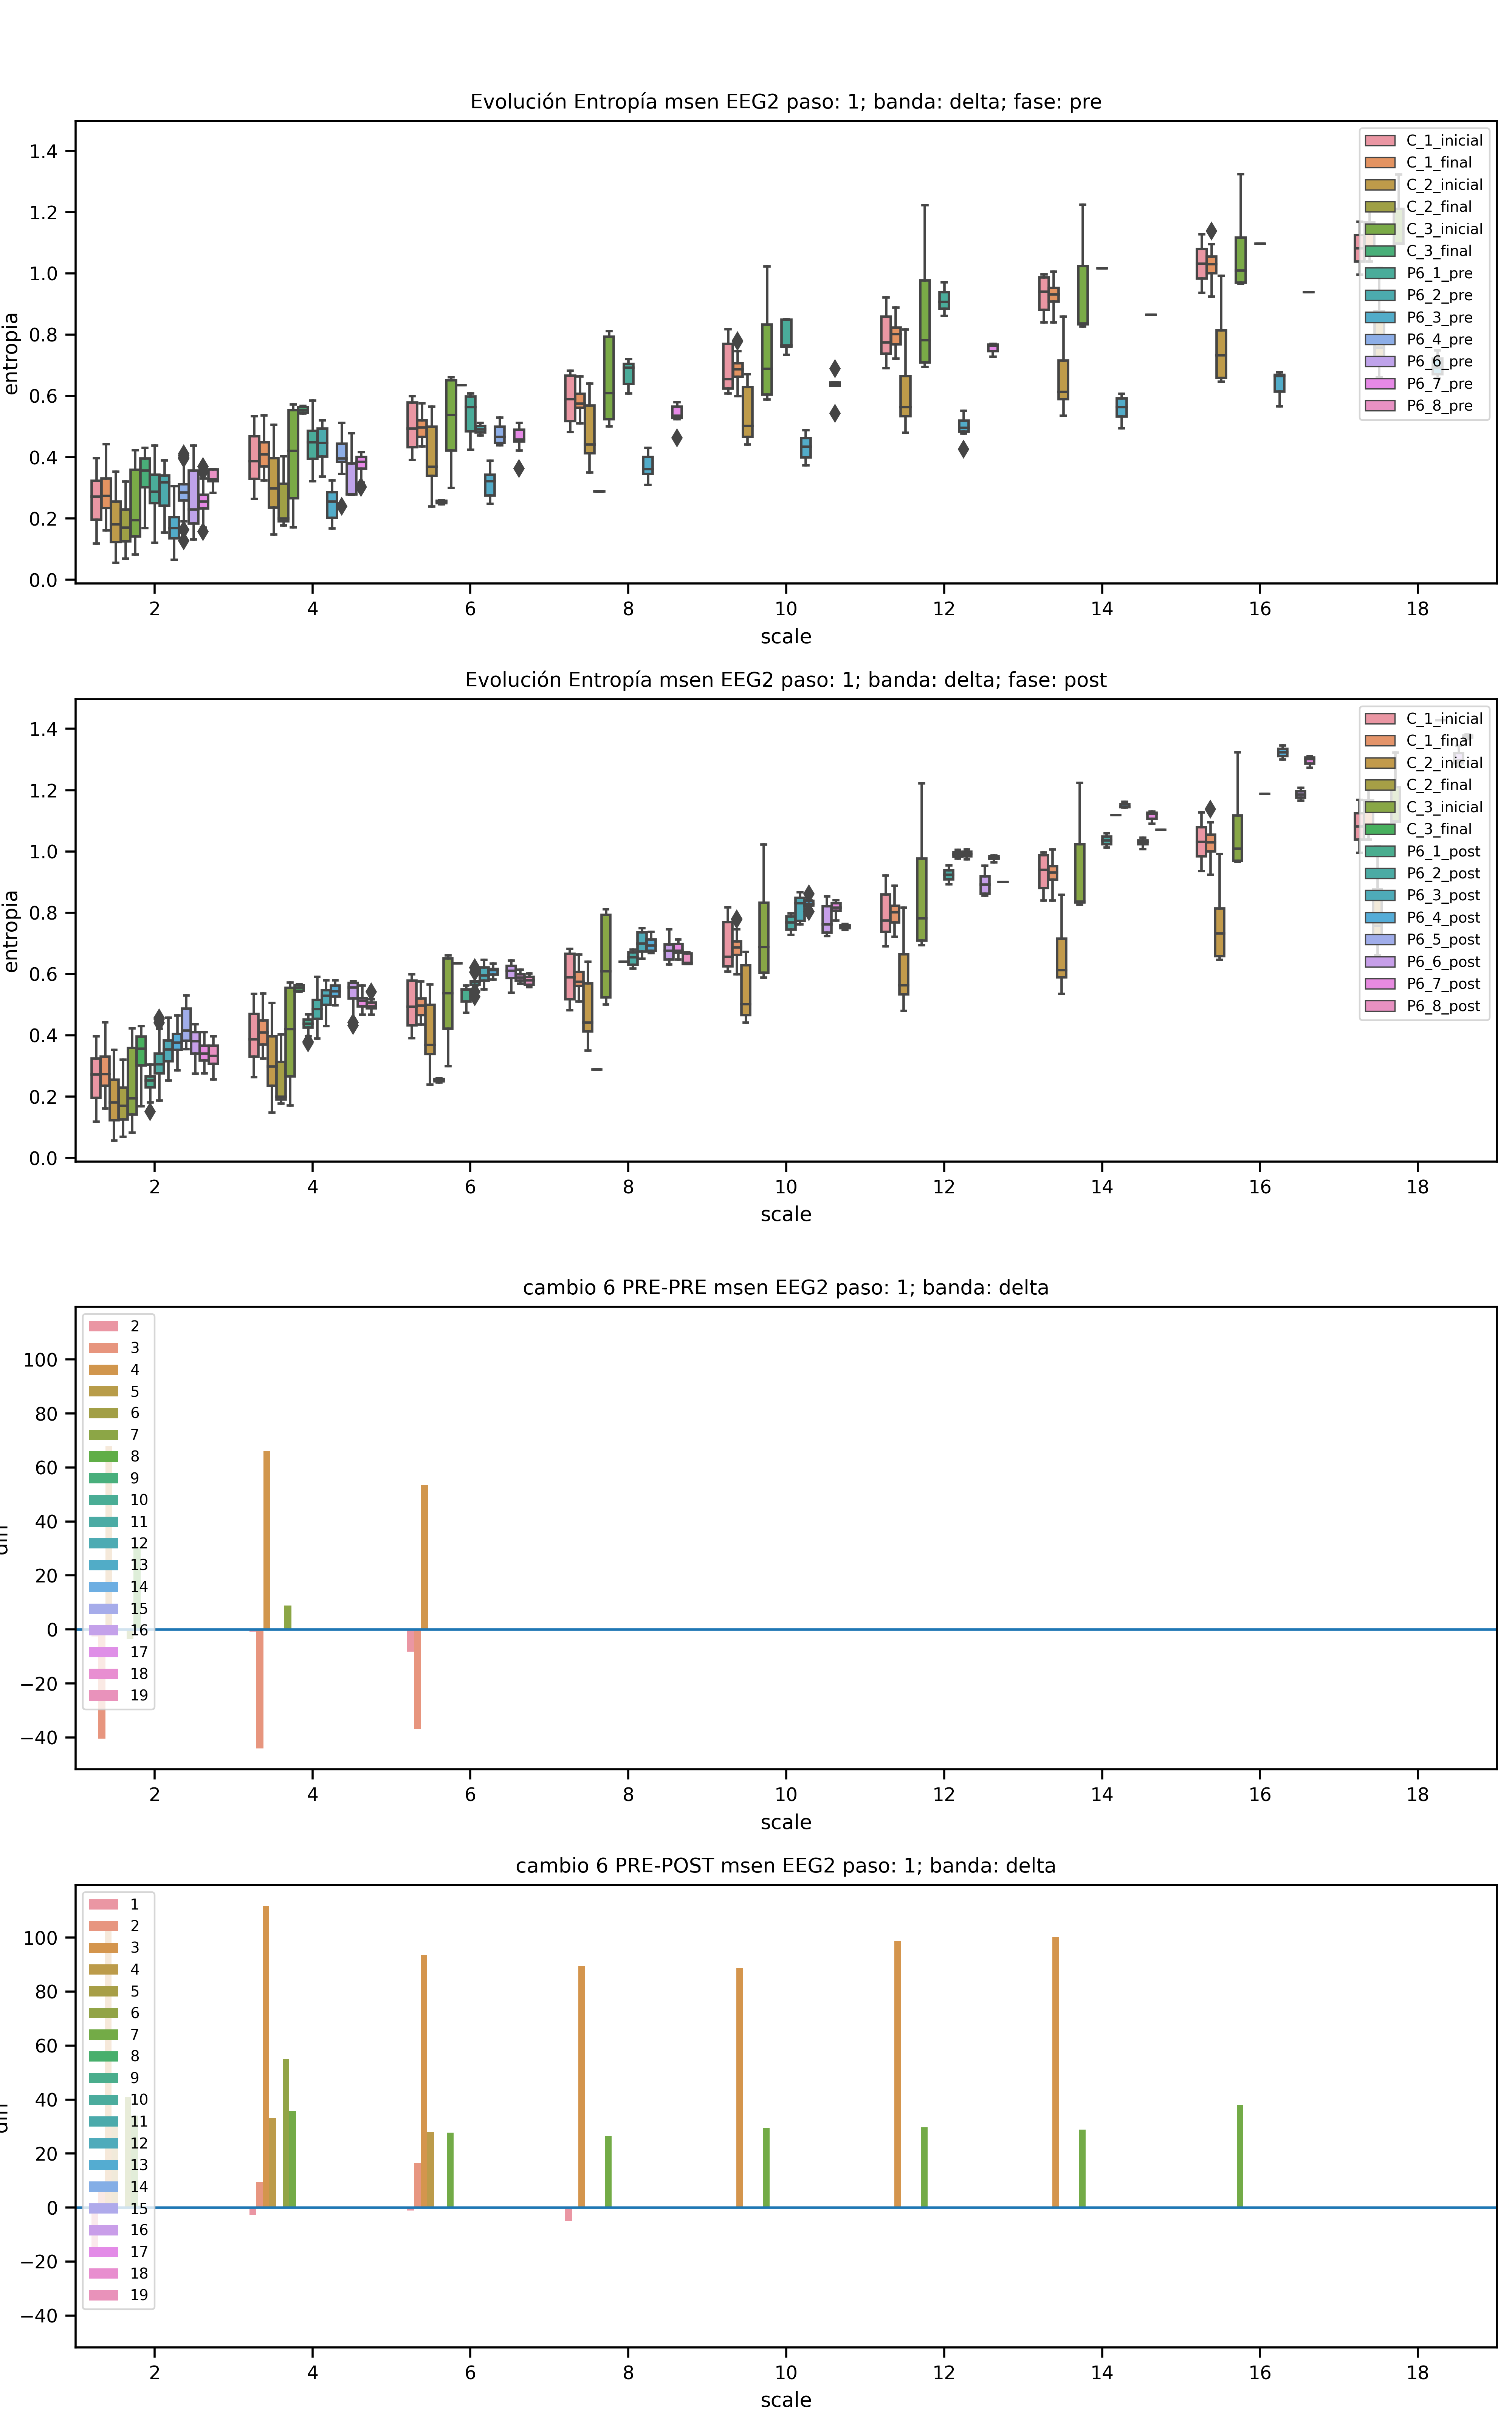 Evolución Entropía msen EEG2 paso: 1; banda: delta; fase: pre
entropia
1.4
1.2
1.0
0.8
0.6
0.4
0.2
0.0
C_1_inicial
C_1_final
C_2_inicial
C_2_final
C_3_inicial
C_3_final
P6_1_pre
P6_2_pre
P6_3_pre
P6_4_pre
P6_6_pre
P6_7_pre
P6_8_pre
2 4 6 8 10 12 14 16 18
scale
Evolución Entropía msen EEG2 paso: 1; banda: delta; fase: post
entropia
1.4
1.2
1.0
0.8
0.6
0.4
0.2
0.0
C_1_inicial
C_1_final
C_2_inicial
C_2_final
C_3_inicial
C_3_final
P6_1_post
P6_2_post
P6_3_post
P6_4_post
P6_5_post
P6_6_post
P6_7_post
P6_8_post
2 4 6 8 10 12 14 16 18
scale
cambio 6 PRE-PRE msen EEG2 paso: 1; banda: delta
100
80
60
40
20
0
−20
−40
2
3
4
5
6
7
8
9
10
11
12
13
14
15
16
17
18
19
2 4 6 8 10 12 14 16 18
scale
cambio 6 PRE-POST msen EEG2 paso: 1; banda: delta
100
80
60
40
20
0
−20
−40
1
2
3
4
5
6
7
8
9
10
11
12
13
14
15
16
17
18
19
2 4 6 8 10 12 14 16 18
scale